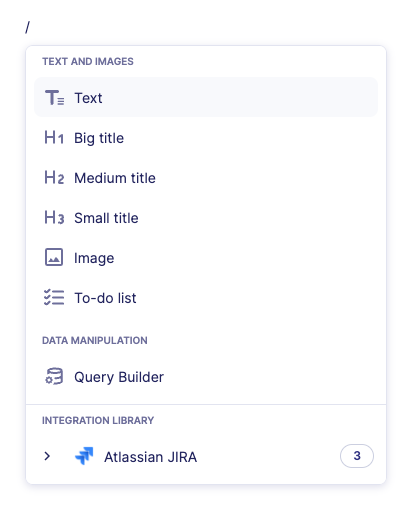 /
TEXT AND IMAGES
Text
H1 Big title
H2 Medium title
H3 Small title
Image
To-do list
DATA MANIPULATION
Query Builder
INTEGRATION LIBRARY
Atlassian JIRA 3